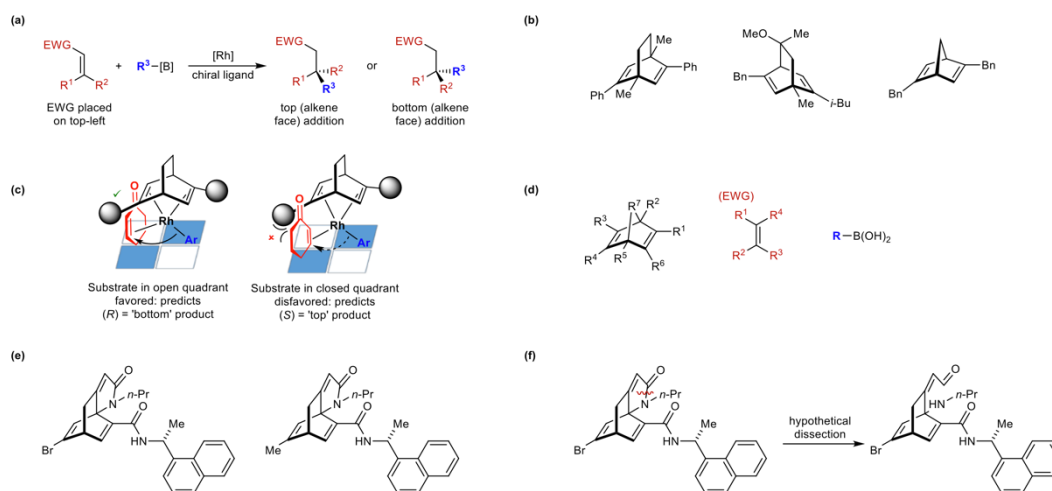 (a)
EWG
R1
R2
+
R3–[B]
[Rh]
chiral ligand
EWG
R1
R2
R3
or
EWG
R1
R3
R2
EWG placed
on top-left
top (alkene
face) addition
bottom (alkene
face) addition
(b)
Me
Ph
Ph
Me
MeO
Me
Bn
Me
i-Bu
Bn
Bn
(c)
✓
O
Rh
Ar
Substrate in open quadrant
favored: predicts
(R) = 'bottom' product
O
x
Rh
Ar
Substrate in closed quadrant
disfavored: predicts
(S) = 'top' product
(d)
R7
R2
R3
R1
R4
R5
R6
(EWG)
R1
R4
R2
R3
R–B(OH)2
(e)
O
N
n-Pr
O
Me
HN
Br
O
N
n-Pr
O
Me
HN
Me
(f)
O
N
n-Pr
O
Me
HN
Br
hypothetical
dissection
O
HN
n-Pr
O
Me
HN
Br